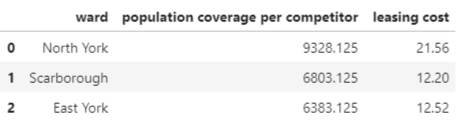 ward population coverage per competitor leasing cost
0 North York 9328.125 21.56
1 Scarborough 6803.125 12.20
2 East York 6383.125 12.52